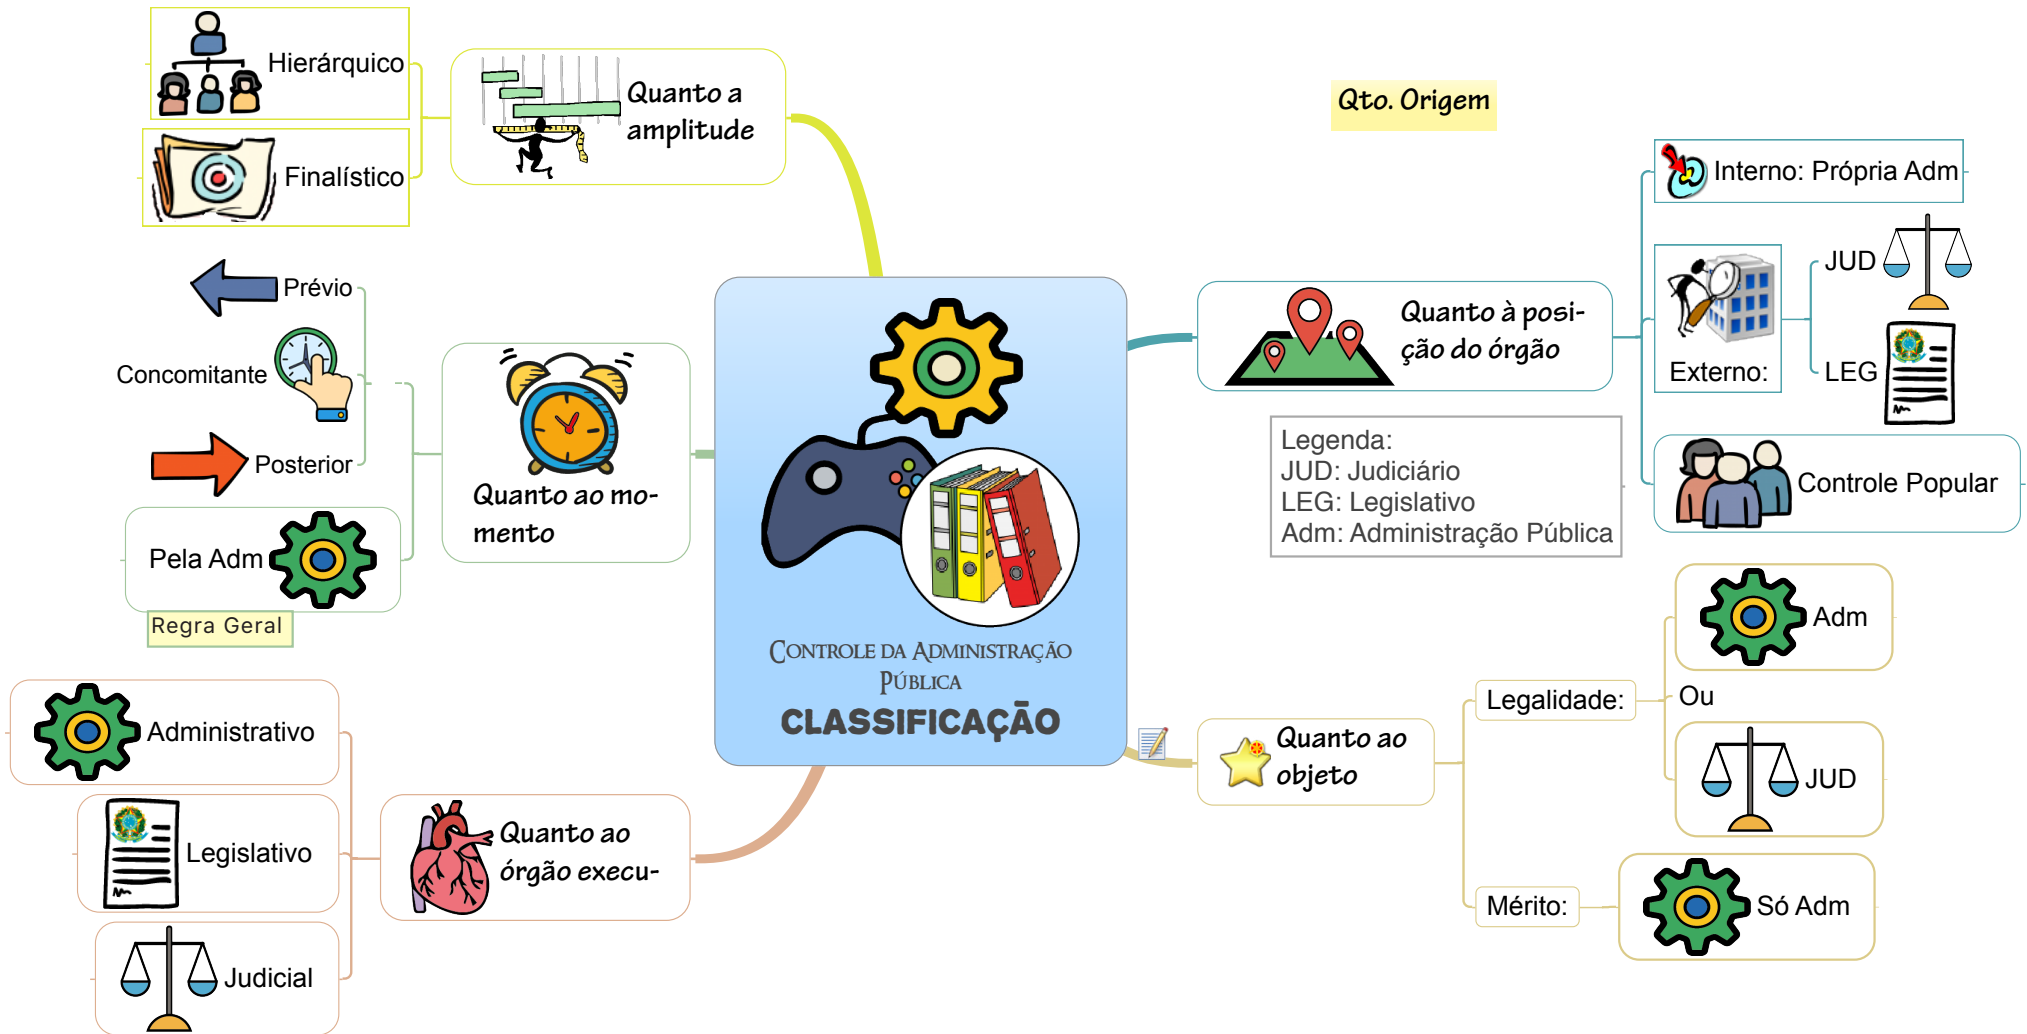 Hierárquico
Finalístico
Quanto a
amplitude
Prévio
Concomitante
Posterior
Pela Adm
Regra Geral
Quanto ao mo-
mento
Administrativo
Legislativo
Judicial
Quanto ao
órgão execu-
CONTROLE DA ADMINISTRAÇÃO
PÚBLICA
CLASSIFICAÇÃO
Qto. Origem
Quanto à posi-
ção do órgão
Interno: Própria Adm
Externo:
JUD
LEG
Controle Popular
Legenda:
JUD: Judiciário
LEG: Legislativo
Adm: Administração Pública
Quanto ao
objeto
Legalidade:
Adm
Ou
JUD
Mérito:
Só Adm